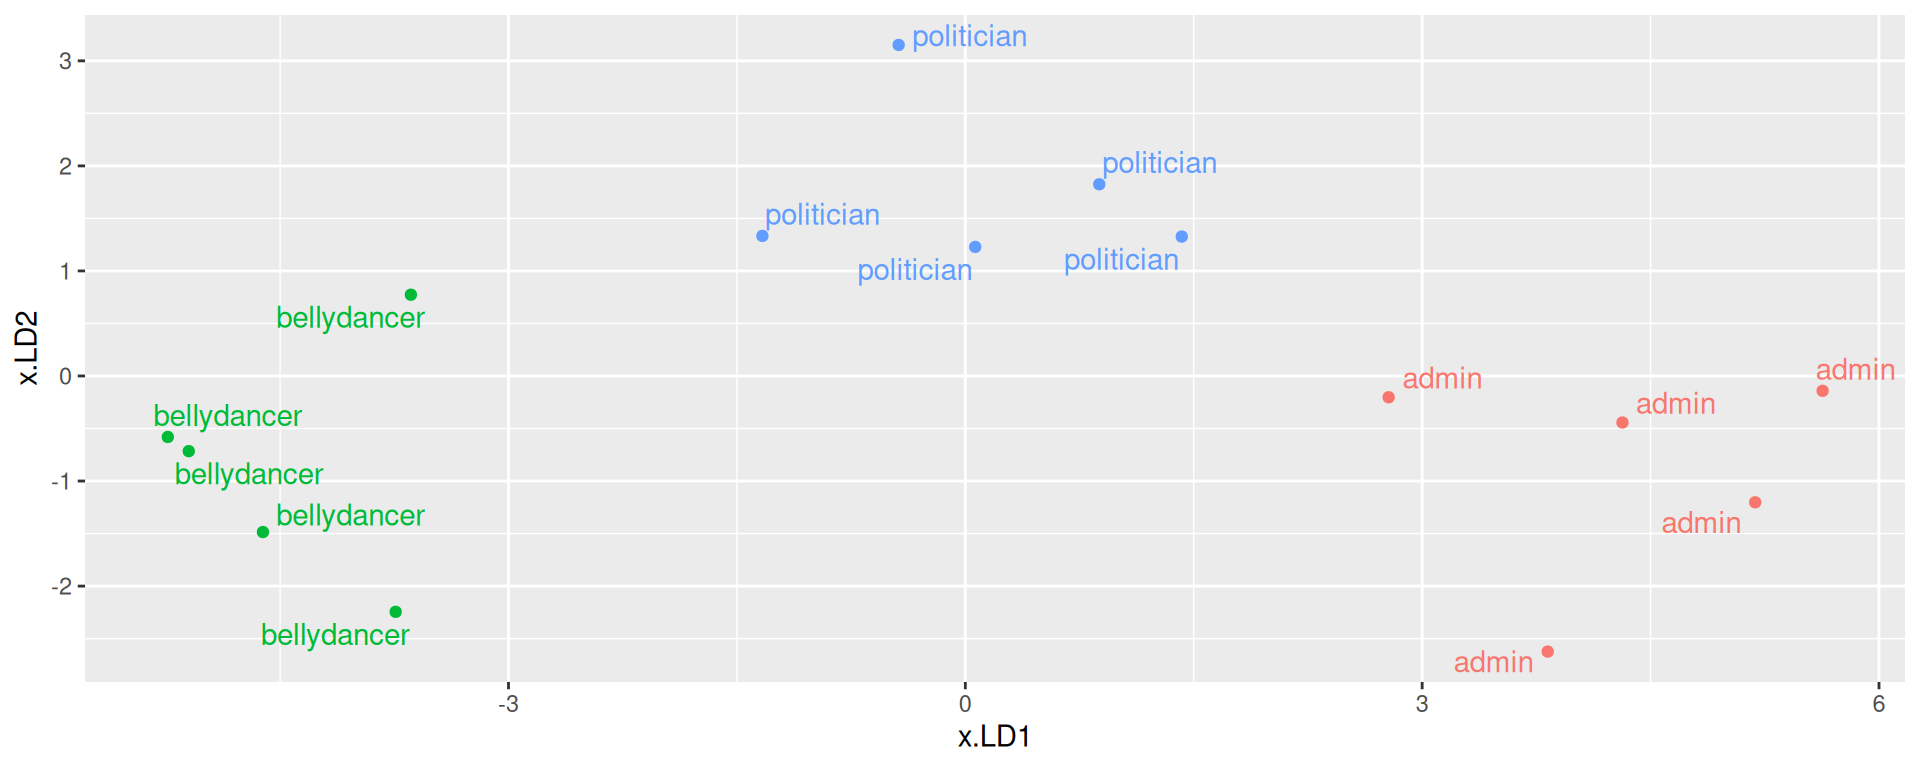 politician
3
politician
2
politician
politician
politician
1
bellydancer
x.LD2
0
admin
admin
admin
bellydancer
bellydancer
-1
bellydancer
admin
-2
bellydancer
admin
-3
0
3
6
x.LD1